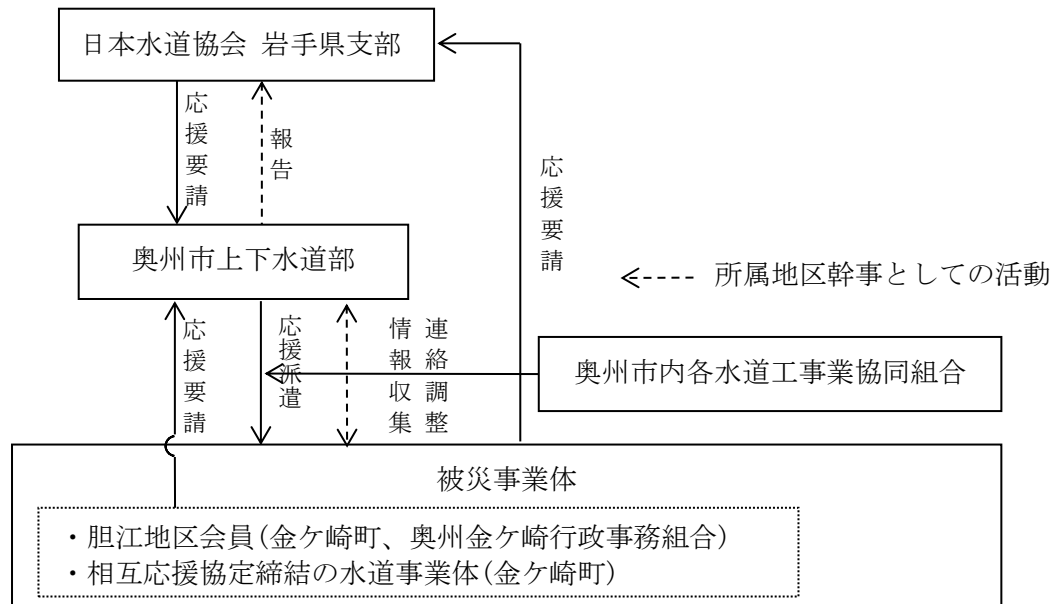 日本水道協会 岩手県支部
応援要請
報告
応援要請
奥州市上下水道部
所属地区幹事としての活動
応援要請
応援派遣
連絡調整
情報収集
奥州市内各水道工事業協同組合
被災事業体
・胆江地区会員(金ケ崎町、奥州金ケ崎行政事務組合)
・相互応援協定締結の水道事業体(金ケ崎町)